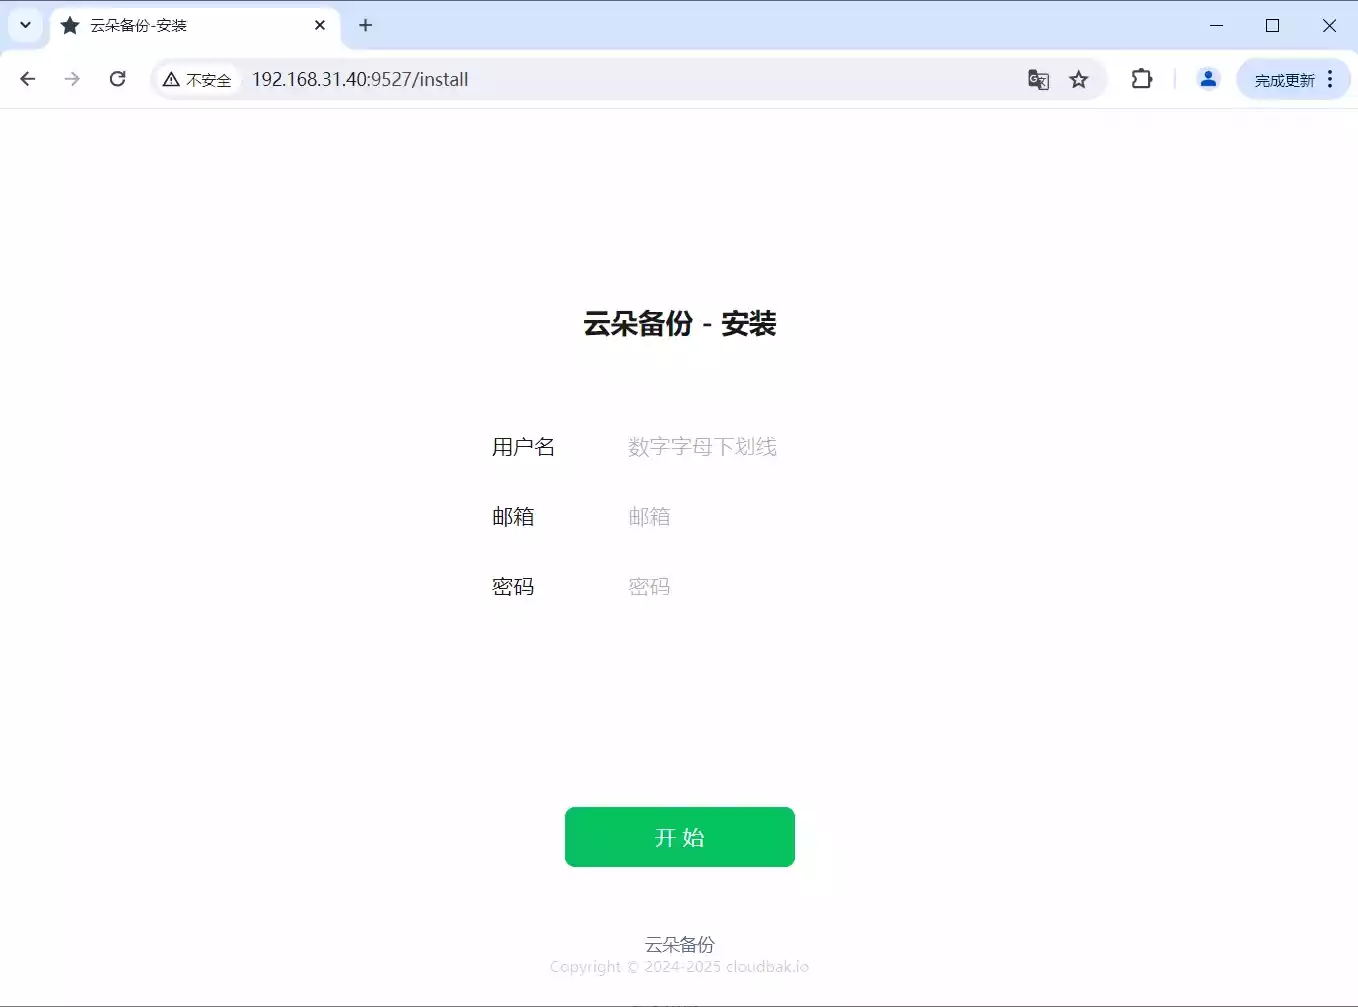 云朵备份-安装
不安全 192.168.31.40:9527/install 完成更新
云朵备份 - 安装
用户名 数字字母下划线
邮箱 邮箱
密码 密码
开 始
云朵备份
Copyright © 2024-2025 cloudbak.io